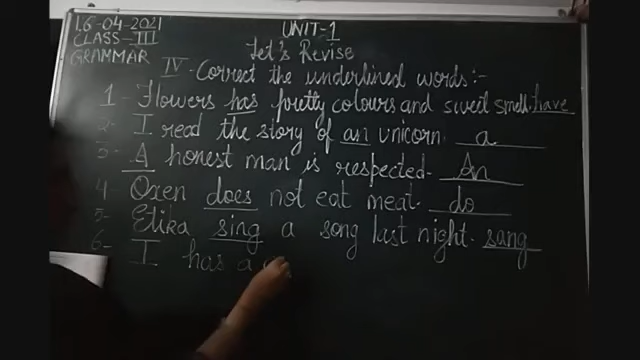 16-04-2021
UNIT-1
CLASS III
Let's Revise
GRAMMAR
IV - Correct the underlined words:-
1 - Flowers has pretty colours and sweet smell. have
2- I read the story of an unicorn. a
3- A honest man is respected. An
4- Oxen does not eat meat. do
5- Etika sing a song last night. sang
6- I has a